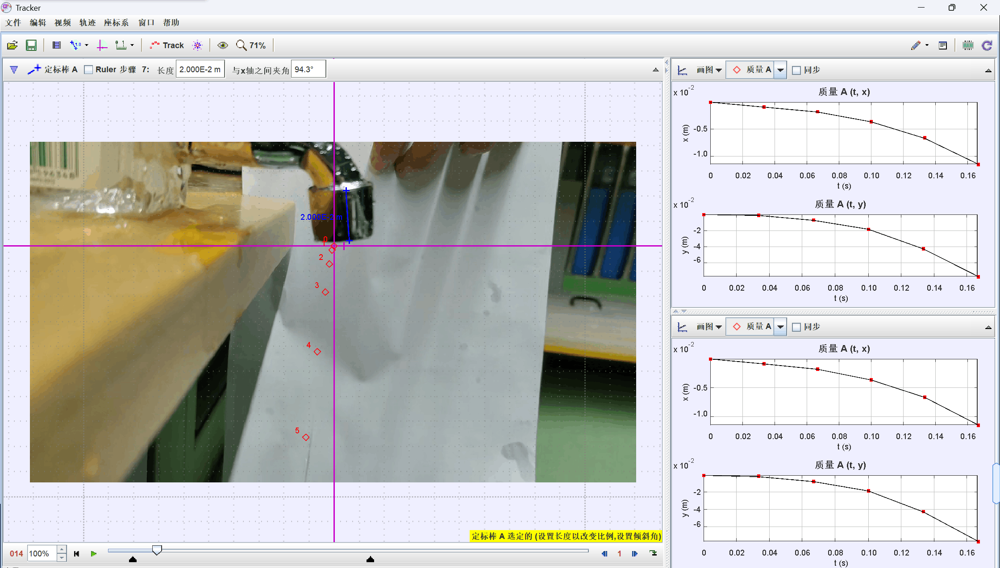 Tracker
文件 编辑 视频 轨迹 座标系 窗口 帮助
Track 71%
定标棒 A Ruler 步骤 7: 长度 2.000E-2 m 与x轴之间夹角 94.3°
2.000E-2 m
0
1
2
3
4
5
定标棒 A 选定的 (设置长度以改变比例,设置倾斜角)
014 100% 1
画图 质量 A 同步
x 10-2 质量 A (t, x)
x (m)
-0.5
-1.0
0 0.02 0.04 0.06 0.08 0.10 0.12 0.14 0.16
t (s)
x 10-2 质量 A (t, y)
y (m)
-2
-4
-6
0 0.02 0.04 0.06 0.08 0.10 0.12 0.14 0.16
t (s)
画图 质量 A 同步
x 10-2 质量 A (t, x)
x (m)
-0.5
-1.0
0 0.02 0.04 0.06 0.08 0.10 0.12 0.14 0.16
t (s)
x 10-2 质量 A (t, y)
y (m)
-2
-4
-6
0 0.02 0.04 0.06 0.08 0.10 0.12 0.14 0.16
t (s)